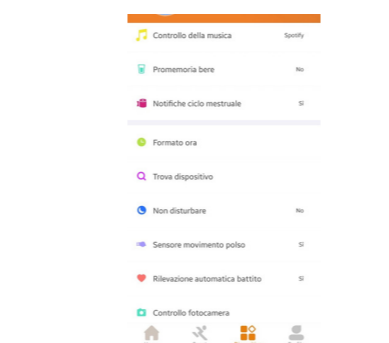 Controllo della musica Spotify
Promemoria bere No
Notifiche ciclo mestruale Sì
Formato ora
Trova dispositivo
Non disturbare No
Sensore movimento polso Sì
Rilevazione automatica battito Sì
Controllo fotocamera